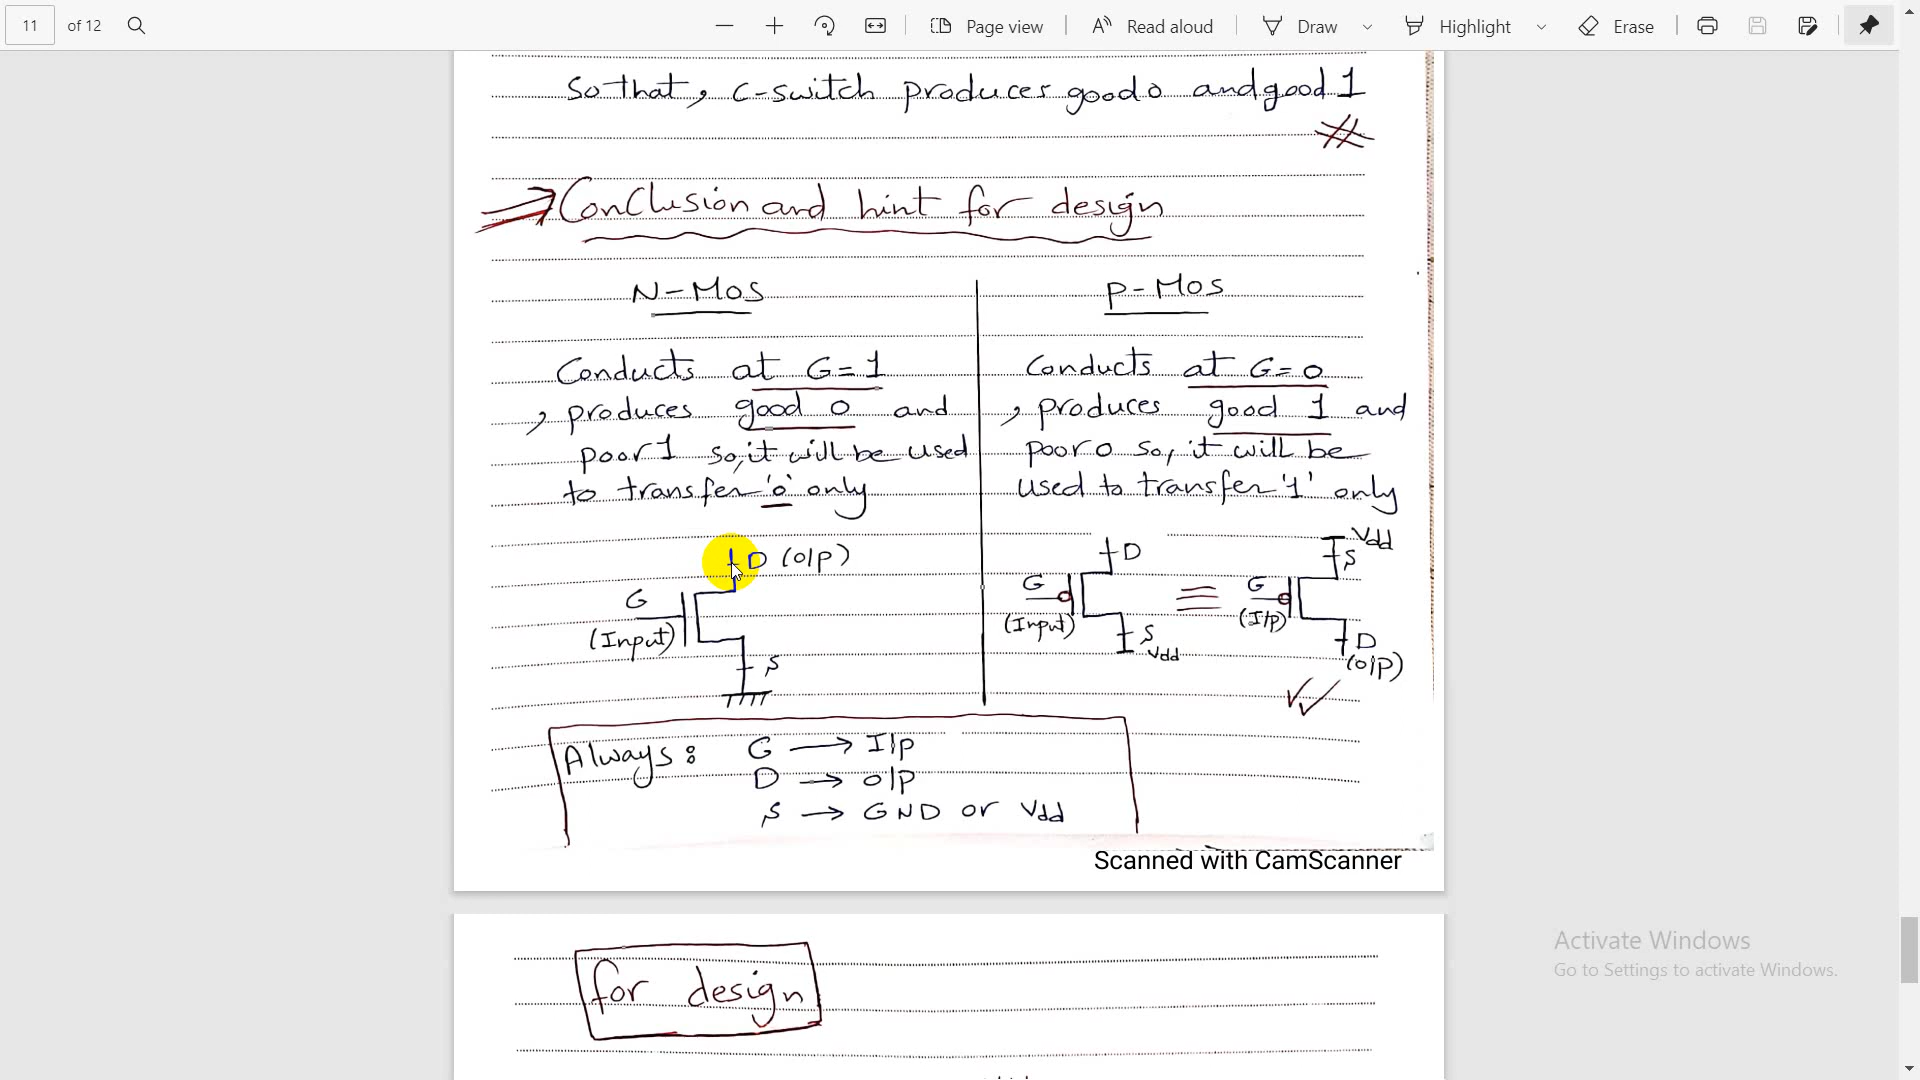 11 of 12
Page view
Read aloud
Draw
Highlight
Erase
So that, C-switch produces good 0 and good 1
Conclusion and hint for design
N-MOS
Conducts at G=1
, produces good 0 and
poor 1 so, it will be used
to transfer '0' only
D (o/p)
G
(Input)
S
P-MOS
Conducts at G=0
, produces good 1 and
poor 0 so, it will be
used to transfer '1' only
D
G
(Input)
S
Vdd
≡
Vdd
S
G
(I/p)
D
(o/p)
Always: G → I/p
D → o/p
S → GND or Vdd
Scanned with CamScanner
for design
Activate Windows
Go to Settings to activate Windows.